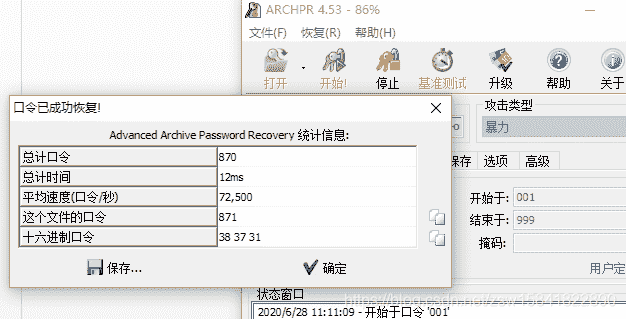 ARCHPR 4.53 - 86%
文件(F) 恢复(R) 帮助(H)
打开 开始! 停止 基准测试 升级 帮助 关于
口令已成功恢复!
Advanced Archive Password Recovery 统计信息:
总计口令 870
总计时间 12ms
平均速度(口令/秒) 72,500
这个文件的口令 871
十六进制口令 38 37 31
保存... 确定
攻击类型
暴力
保存 选项 高级
开始于: 001
结束于: 999
掩码:
用户定
状态窗口
2020/6/28 11:11:09 - 开始于口令 '001'